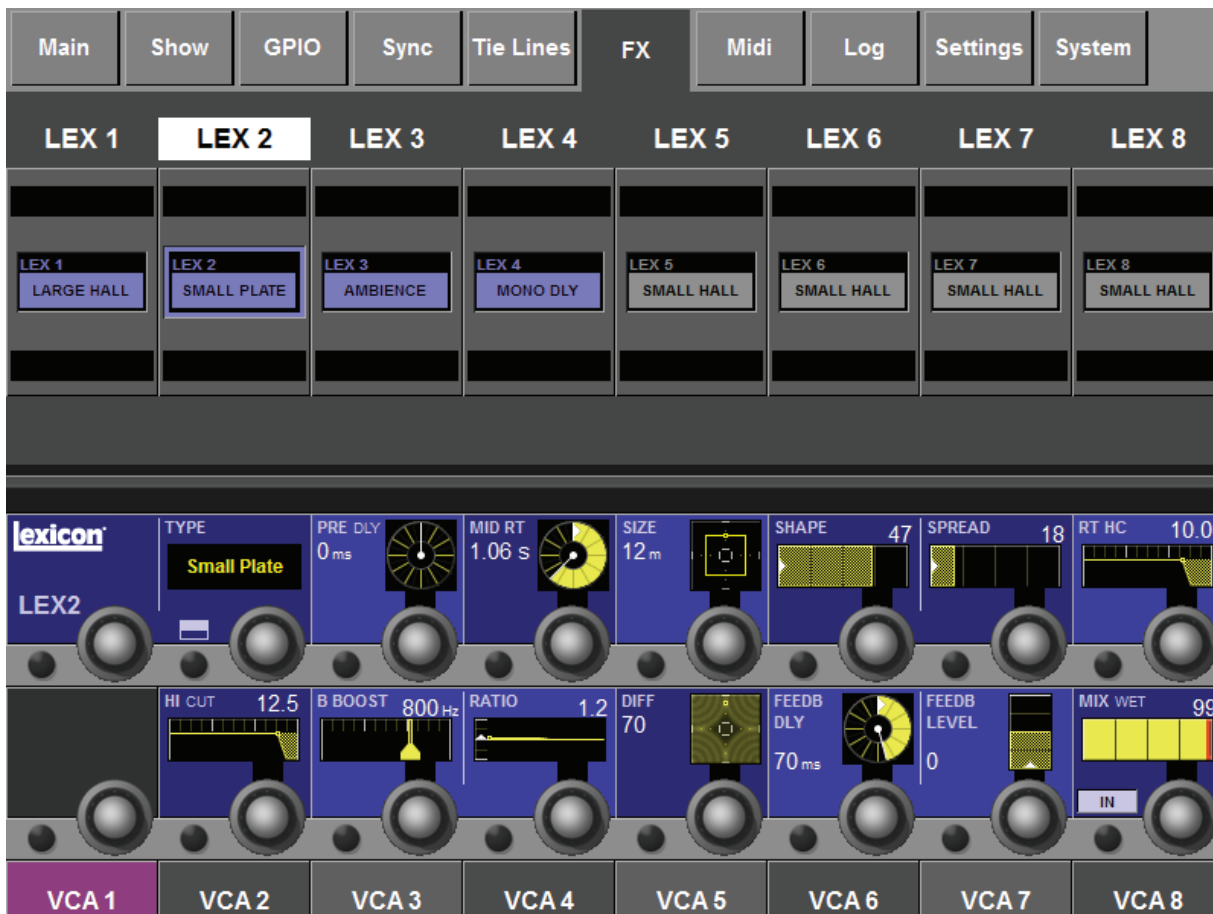 Main Show GPIO Sync Tie Lines FX Midi Log Settings System
LEX 1 LEX 2 LEX 3 LEX 4 LEX 5 LEX 6 LEX 7 LEX 8
LEX 1 LEX 2 LEX 3 LEX 4 LEX 5 LEX 6 LEX 7 LEX 8
LARGE HALL SMALL PLATE AMBIENCE MONO DLY SMALL HALL SMALL HALL SMALL HALL SMALL HALL
lexicon
LEX2
TYPE
Small Plate
PRE DLY
0 ms
MID RT
1.06 s
SIZE
12 m
SHAPE 47
SPREAD 18
RT HC 10.0
HI CUT 12.5
B BOOST 800 Hz
RATIO 1.2
DIFF
70
FEEDB
DLY
70 ms
FEEDB
LEVEL
0
MIX WET 99
IN
VCA 1 VCA 2 VCA 3 VCA 4 VCA 5 VCA 6 VCA 7 VCA 8